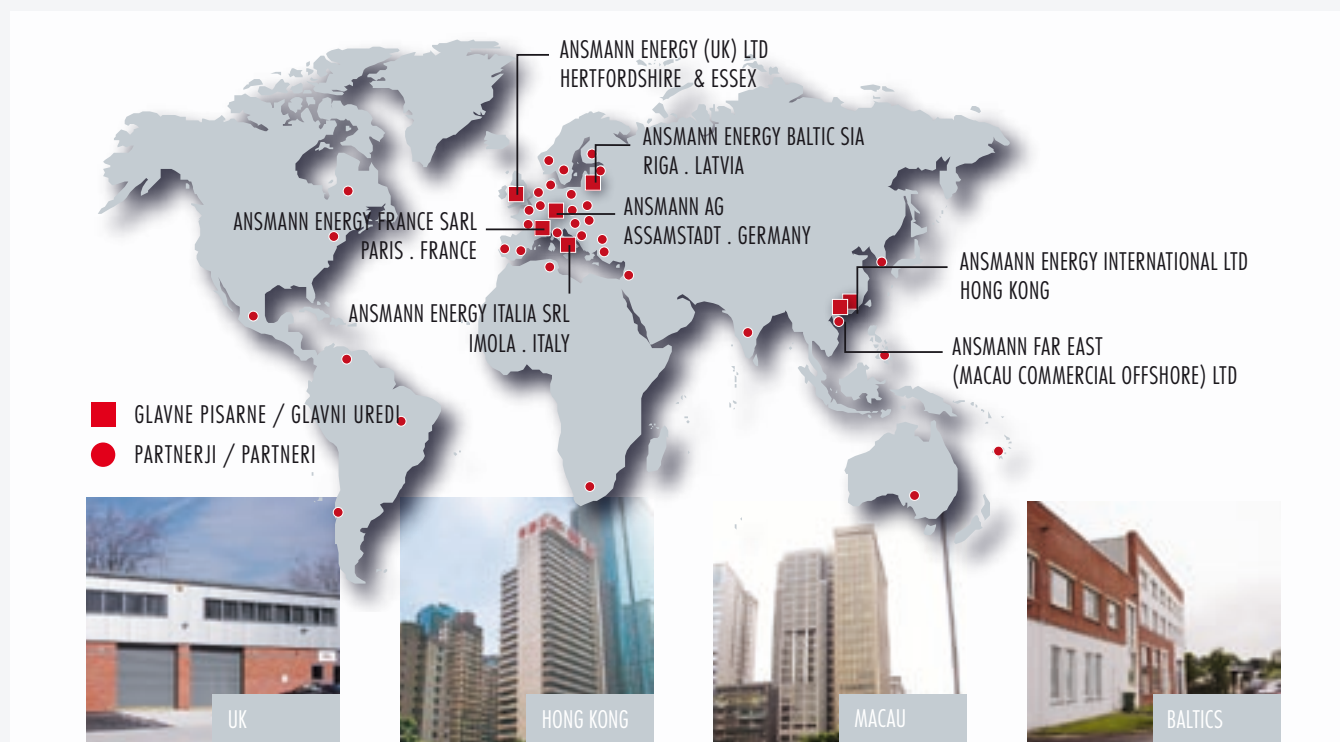 ANSMANN ENERGY (UK) LTD
HERTFORDSHIRE & ESSEX
ANSMANN ENERGY BALTIC SIA
RIGA . LATVIA
ANSMANN AG
ASSAMSTADT . GERMANY
ANSMANN ENERGY FRANCE SARL
PARIS . FRANCE
ANSMANN ENERGY INTERNATIONAL LTD
HONG KONG
ANSMANN ENERGY ITALIA SRL
IMOLA . ITALY
ANSMANN FAR EAST
(MACAU COMMERCIAL OFFSHORE) LTD
GLAVNE PISARNE / GLAVNI UREDI
PARTNERJI / PARTNERI
UK
HONG KONG
MACAU
BALTICS